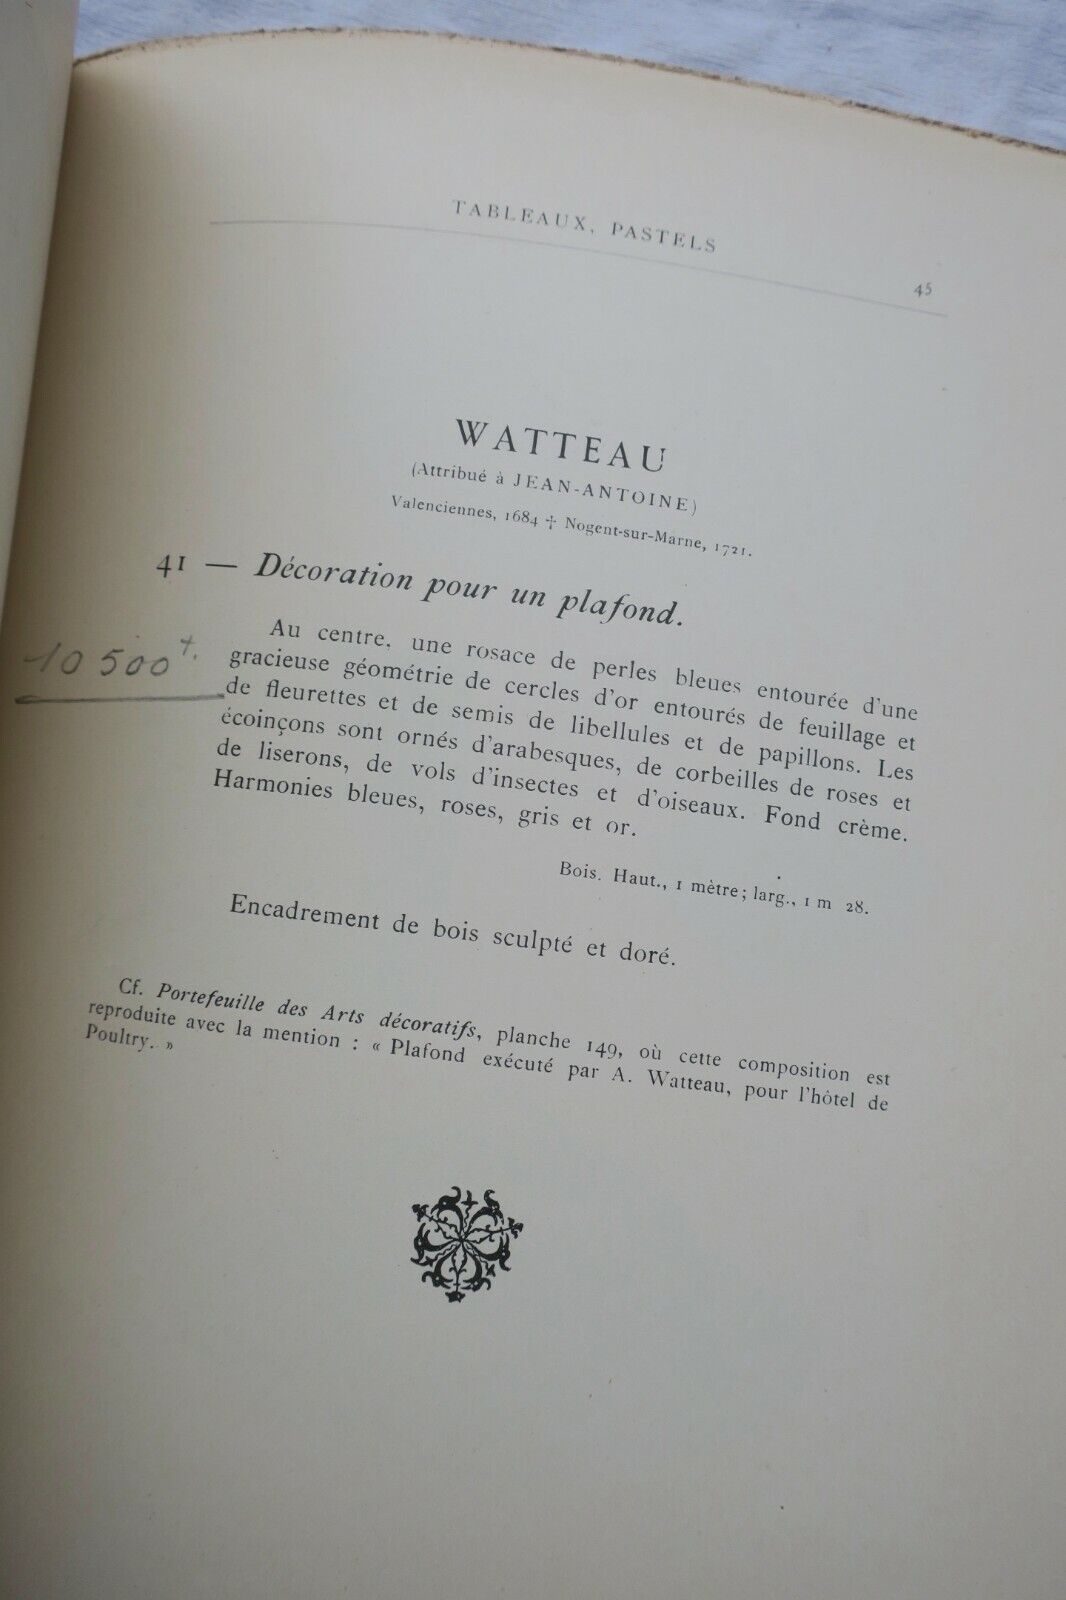 TABLEAUX, PASTELS
45
WATTEAU
(Attribué à JEAN-ANTOINE)
Valenciennes, 1684 ☩ Nogent-sur-Marne, 1721.
41 — Décoration pour un plafond.
10 500 f.
Au centre, une rosace de perles bleues entourée d'une
gracieuse géométrie de cercles d'or entourés de feuillage et
de fleurettes et de semis de libellules et de papillons. Les
écoinçons sont ornés d'arabesques, de corbeilles de roses et
de liserons, de vols d'insectes et d'oiseaux. Fond crème.
Harmonies bleues, roses, gris et or.
Bois. Haut., 1 mètre; larg., 1 m 28.
Encadrement de bois sculpté et doré.
Cf. Portefeuille des Arts décoratifs, planche 149, où cette composition est
reproduite avec la mention : « Plafond exécuté par A. Watteau, pour l'hôtel de
Poultry. »